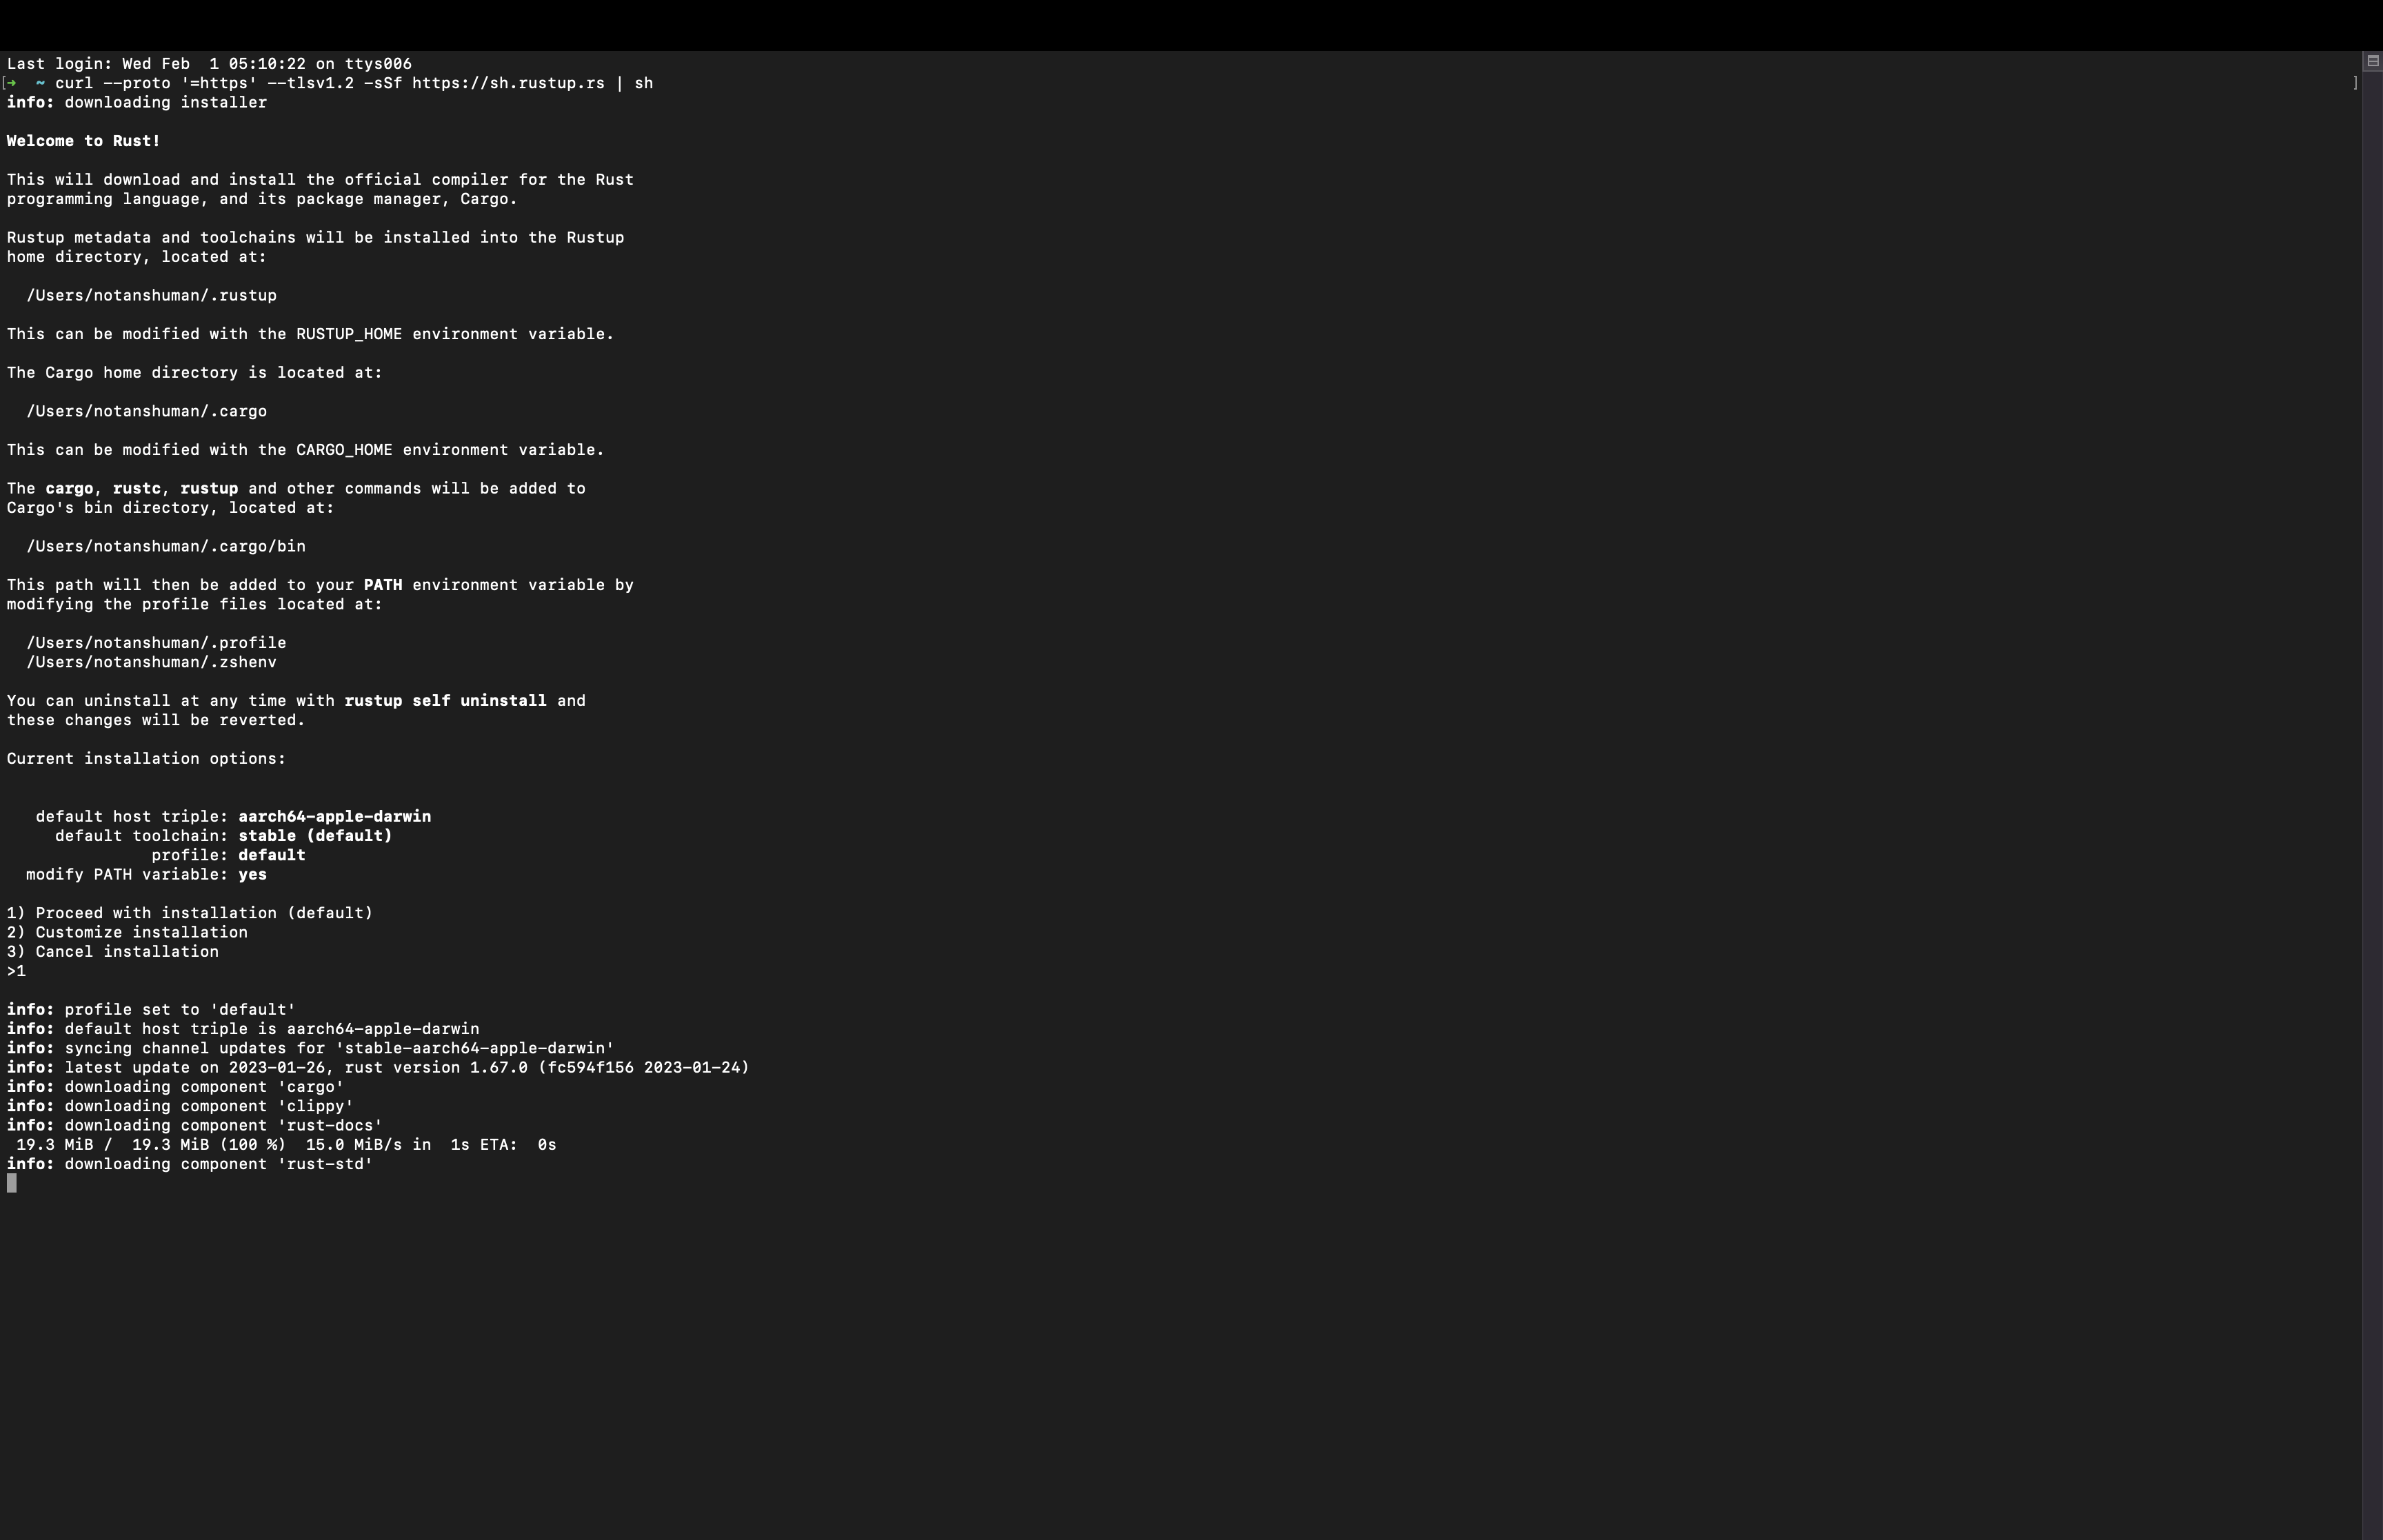 Last login: Wed Feb  1 05:10:22 on ttys006
[➜  ~ curl --proto '=https' --tlsv1.2 -sSf https://sh.rustup.rs | sh ]
info: downloading installer

Welcome to Rust!

This will download and install the official compiler for the Rust
programming language, and its package manager, Cargo.

Rustup metadata and toolchains will be installed into the Rustup
home directory, located at:

  /Users/notanshuman/.rustup

This can be modified with the RUSTUP_HOME environment variable.

The Cargo home directory is located at:

  /Users/notanshuman/.cargo

This can be modified with the CARGO_HOME environment variable.

The cargo, rustc, rustup and other commands will be added to
Cargo's bin directory, located at:

  /Users/notanshuman/.cargo/bin

This path will then be added to your PATH environment variable by
modifying the profile files located at:

  /Users/notanshuman/.profile
  /Users/notanshuman/.zshenv

You can uninstall at any time with rustup self uninstall and
these changes will be reverted.

Current installation options:


   default host triple: aarch64-apple-darwin
     default toolchain: stable (default)
               profile: default
  modify PATH variable: yes

1) Proceed with installation (default)
2) Customize installation
3) Cancel installation
>1

info: profile set to 'default'
info: default host triple is aarch64-apple-darwin
info: syncing channel updates for 'stable-aarch64-apple-darwin'
info: latest update on 2023-01-26, rust version 1.67.0 (fc594f156 2023-01-24)
info: downloading component 'cargo'
info: downloading component 'clippy'
info: downloading component 'rust-docs'
 19.3 MiB /  19.3 MiB (100 %)  15.0 MiB/s in  1s ETA:  0s
info: downloading component 'rust-std'